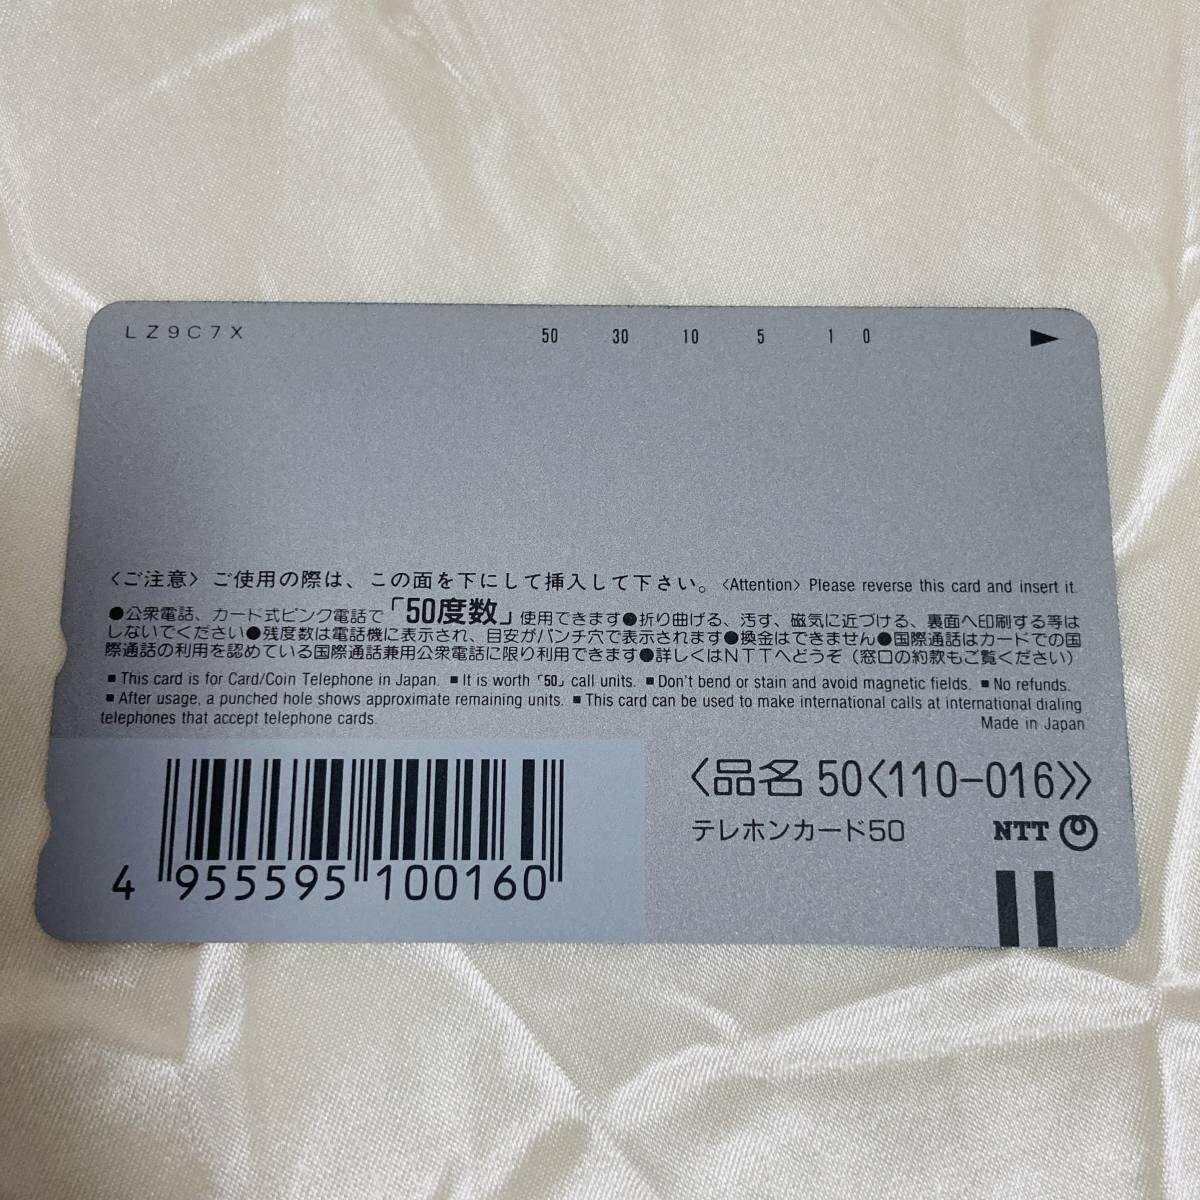 LZ9C7X 50 30 10 5 1 0 ▶
〈ご注意〉ご使用の際は、この面を下にして挿入して下さい。〈Attention〉Please reverse this card and insert it.
●公衆電話、カード式ピンク電話で「50度数」使用できます●折り曲げる、汚す、磁気に近づける、裏面へ印刷する等は
しないでください●残度数は電話機に表示され、目安がパンチ穴で表示されます●換金はできません●国際通話はカードでの国
際通話の利用を認めている国際通話兼用公衆電話に限り利用できます●詳しくはNTTへどうぞ(窓口の約款もご覧ください)
■ This card is for Card/Coin Telephone in Japan. ■ It is worth「50」call units. ■ Don't bend or stain and avoid magnetic fields. ■ No refunds.
■ After usage, a punched hole shows approximate remaining units. ■ This card can be used to make international calls at international dialing
telephones that accept telephone cards.
Made in Japan
〈品名 50〈110-016〉〉
テレホンカード50 NTT
4 955595 100160